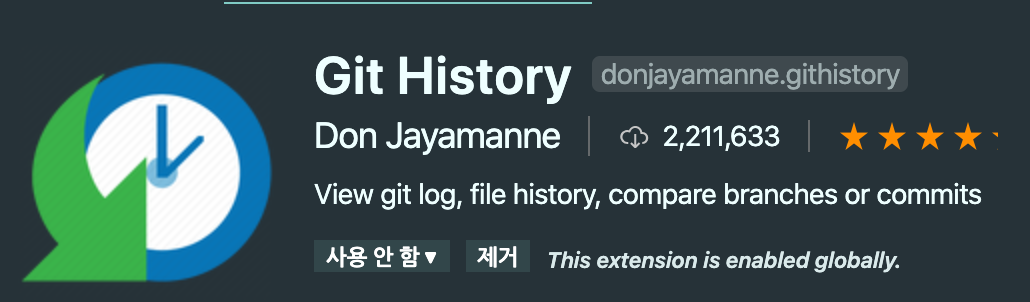 Git History donjayamanne.githistory
Don Jayamanne 2,211,633
View git log, file history, compare branches or commits
사용 안 함▼ 제거 This extension is enabled globally.